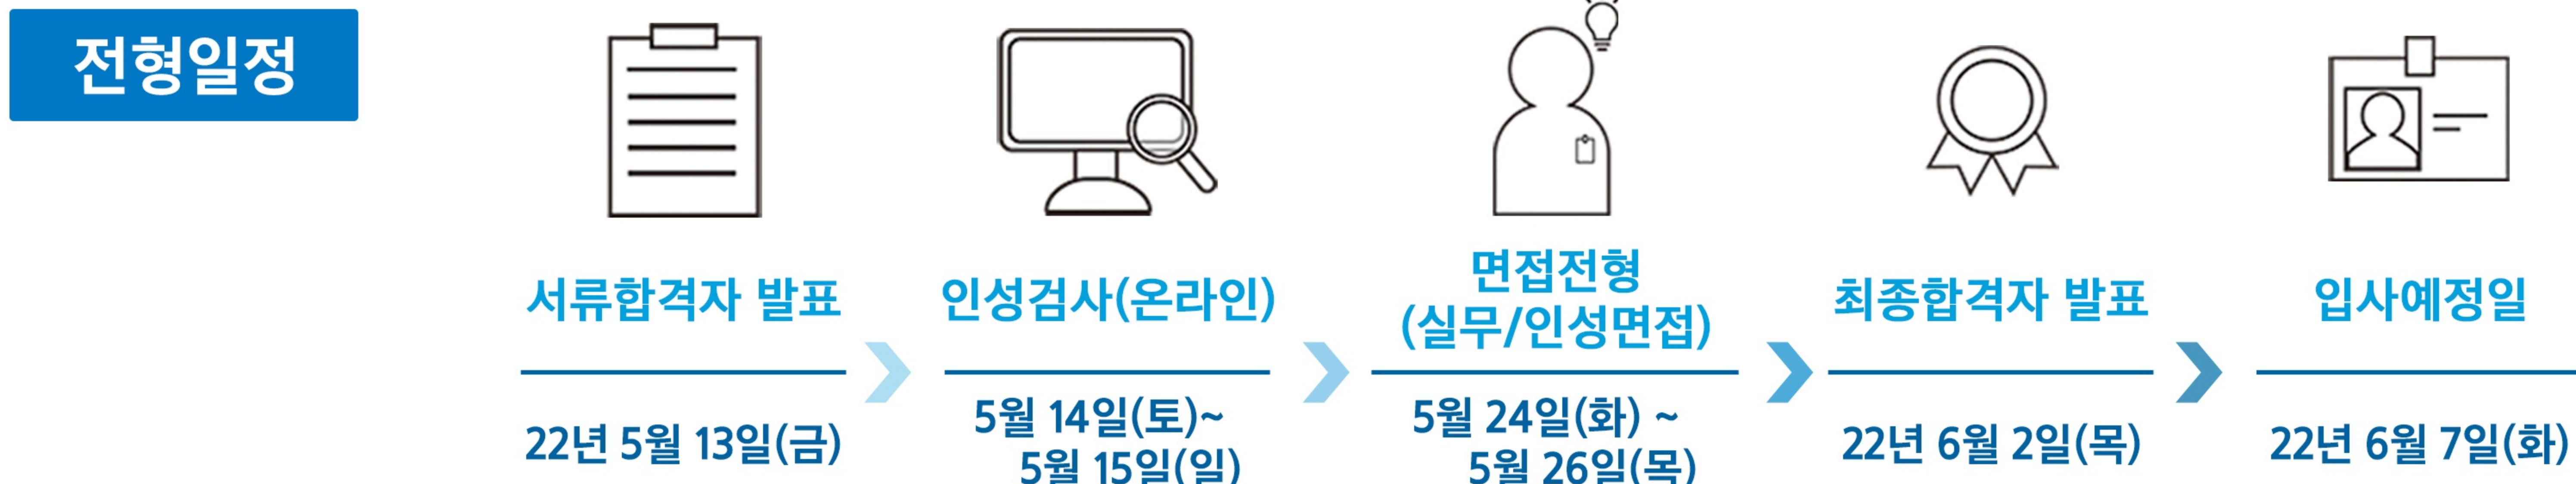 전형일정
서류합격자 발표
22년 5월 13일(금)
인성검사(온라인)
5월 14일(토)~
5월 15일(일)
면접전형
(실무/인성면접)
5월 24일(화) ~
5월 26일(목)
최종합격자 발표
22년 6월 2일(목)
입사예정일
22년 6월 7일(화)